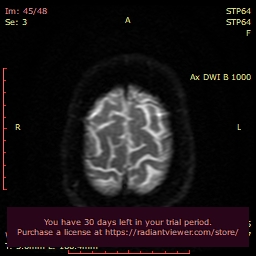 Im: 45/48
Se: 3
A
STP64
STP64
F
Ax DWI B 1000
R
L
You have 30 days left in your trial period.
Purchase a license at https://radiantviewer.com/store/